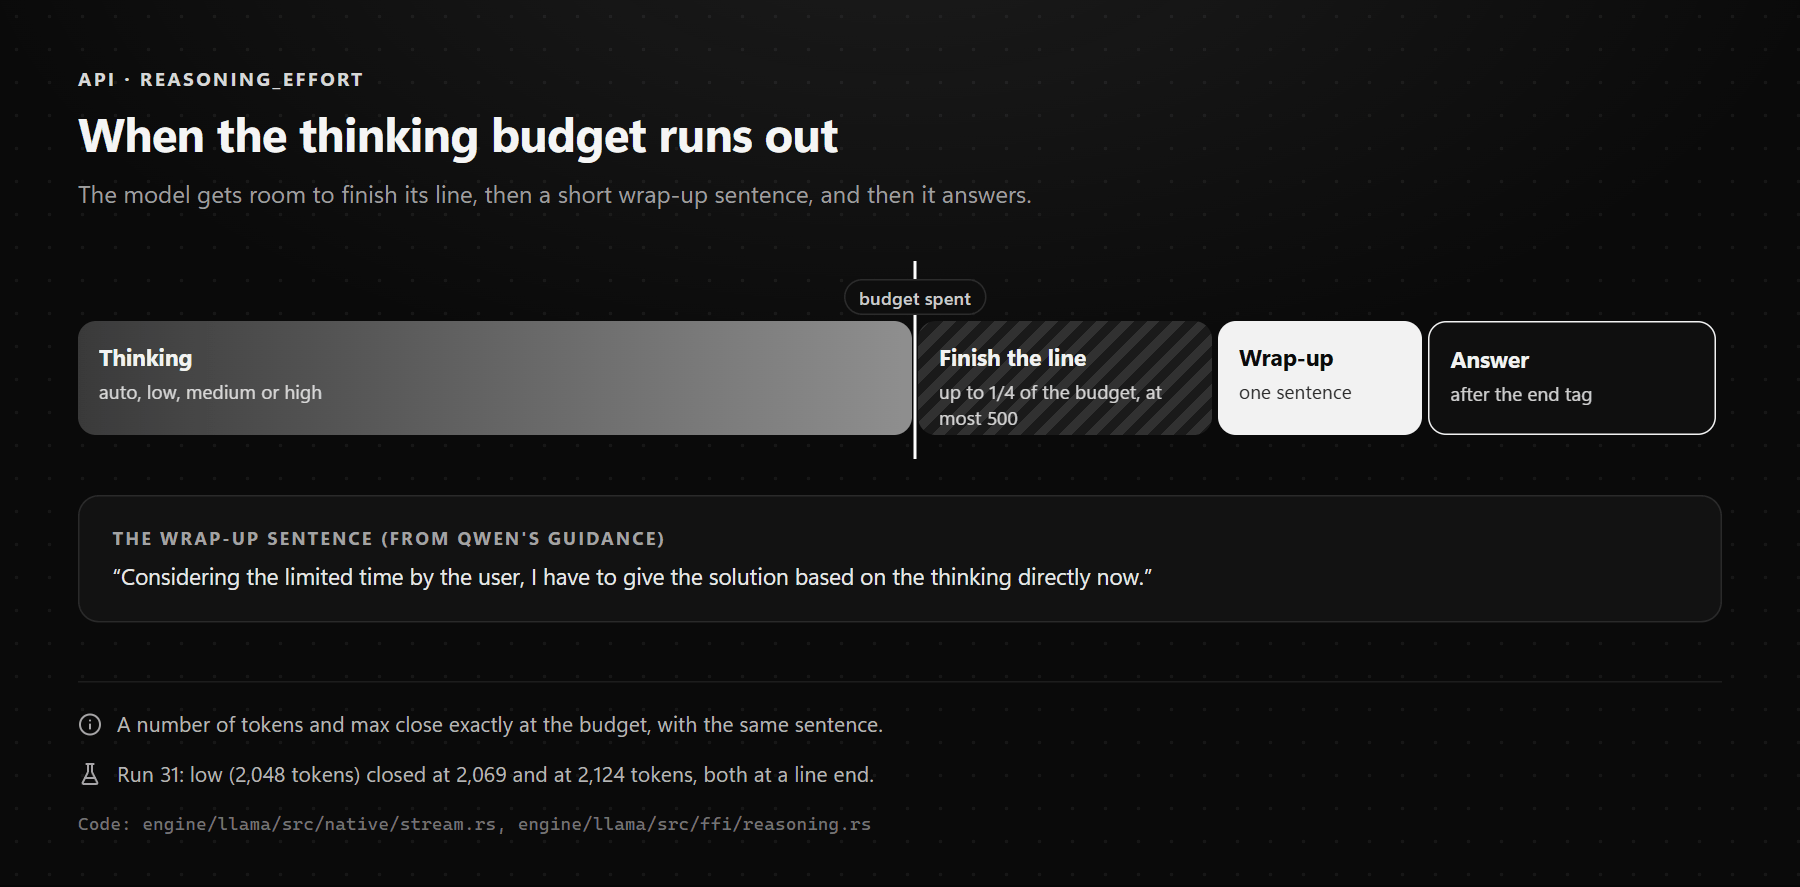 API · REASONING_EFFORT
When the thinking budget runs out
The model gets room to finish its line, then a short wrap-up sentence, and then it answers.
budget spent
Thinking
auto, low, medium or high
Finish the line
up to 1/4 of the budget, at
most 500
Wrap-up
one sentence
Answer
after the end tag
THE WRAP-UP SENTENCE (FROM QWEN'S GUIDANCE)
“Considering the limited time by the user, I have to give the solution based on the thinking directly now.”
A number of tokens and max close exactly at the budget, with the same sentence.
Run 31: low (2,048 tokens) closed at 2,069 and at 2,124 tokens, both at a line end.
Code: engine/llama/src/native/stream.rs, engine/llama/src/ffi/reasoning.rs